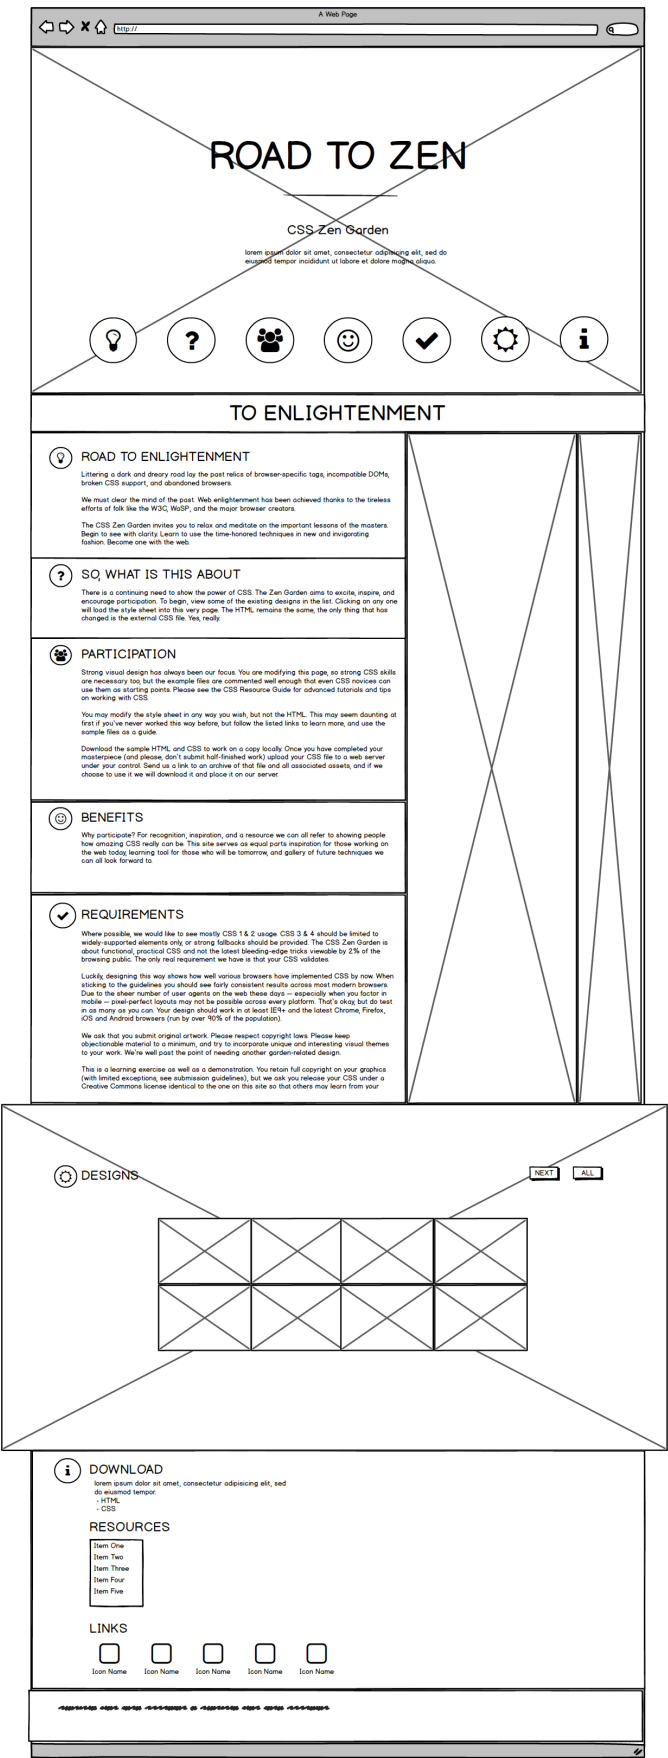 A Web Page
http://
ROAD TO ZEN
CSS Zen Garden
lorem ipsum dolor sit amet, consectetur adipisicing elit, sed do
eiusmod tempor incididunt ut labore et dolore magna aliqua.
TO ENLIGHTENMENT
ROAD TO ENLIGHTENMENT
Littering a dark and dreary road lay the past relics of browser-specific tags, incompatible DOMs,
broken CSS support, and abandoned browsers.
We must clear the mind of the past. Web enlightenment has been achieved thanks to the tireless
efforts of folk like the W3C, WaSP, and the major browser creators.
The CSS Zen Garden invites you to relax and meditate on the important lessons of the masters.
Begin to see with clarity. Learn to use the time-honored techniques in new and invigorating
fashion. Become one with the web.
SO, WHAT IS THIS ABOUT
There is a continuing need to show the power of CSS. The Zen Garden aims to excite, inspire, and
encourage participation. To begin, view some of the existing designs in the list. Clicking on any one
will load the style sheet into this very page. The HTML remains the same, the only thing that has
changed is the external CSS file. Yes, really.
PARTICIPATION
Strong visual design has always been our focus. You are modifying this page, so strong CSS skills
are necessary too, but the example files are commented well enough that even CSS novices can
use them as starting points. Please see the CSS Resource Guide for advanced tutorials and tips
on working with CSS.
You may modify the style sheet in any way you wish, but not the HTML. This may seem daunting at
first if you've never worked this way before, but follow the listed links to learn more, and use the
sample files as a guide.
Download the sample HTML and CSS to work on a copy locally. Once you have completed your
masterpiece (and please, don't submit half-finished work) upload your CSS file to a web server
under your control. Send us a link to an archive of that file and all associated assets, and if we
choose to use it we will download it and place it on our server.
BENEFITS
Why participate? For recognition, inspiration, and a resource we can all refer to showing people
how amazing CSS really can be. This site serves as equal parts inspiration for those working on
the web today, learning tool for those who will be tomorrow, and gallery of future techniques we
can all look forward to.
REQUIREMENTS
Where possible, we would like to see mostly CSS 1 & 2 usage. CSS 3 & 4 should be limited to
widely-supported elements only, or strong fallbacks should be provided. The CSS Zen Garden is
about functional, practical CSS and not the latest bleeding-edge tricks viewable by 2% of the
browsing public. The only real requirement we have is that your CSS validates.
Luckily, designing this way shows how well various browsers have implemented CSS by now. When
sticking to the guidelines you should see fairly consistent results across most modern browsers.
Due to the sheer number of user agents on the web these days — especially when you factor in
mobile — pixel-perfect layouts may not be possible across every platform. That's okay, but do test
in as many as you can. Your design should work in at least IE9+ and the latest Chrome, Firefox,
iOS and Android browsers (run by over 90% of the population).
We ask that you submit original artwork. Please respect copyright laws. Please keep
objectionable material to a minimum, and try to incorporate unique and interesting visual themes
to your work. We're well past the point of needing another garden-related design.
This is a learning exercise as well as a demonstration. You retain full copyright on your graphics
(with limited exceptions, see submission guidelines), but we ask you release your CSS under a
Creative Commons license identical to the one on this site so that others may learn from your
DESIGNS
NEXT
ALL
DOWNLOAD
lorem ipsum dolor sit amet, consectetur adipisicing elit, sed
do eiusmod tempor.
- HTML
- CSS
RESOURCES
Item One
Item Two
Item Three
Item Four
Item Five
LINKS
Icon Name Icon Name Icon Name Icon Name Icon Name